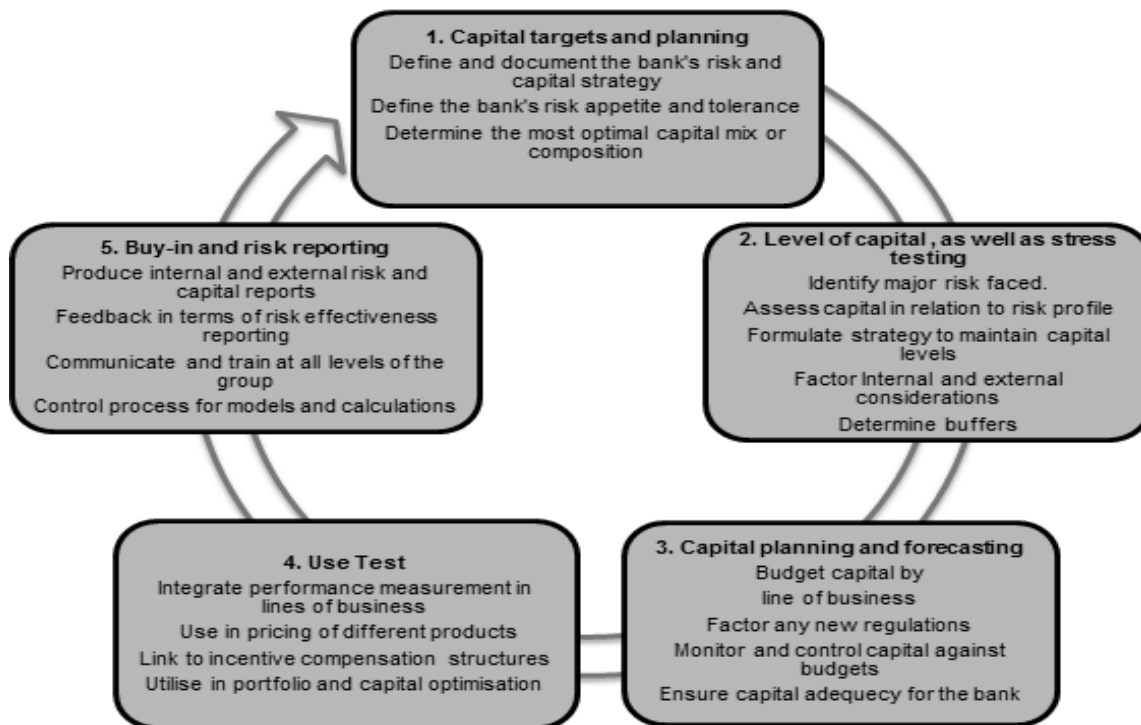 1. Capital targets and planning
Define and document the bank's risk and
capital strategy
Define the bank's risk appetite and tolerance
Determine the most optimal capital mix or
composition
2. Level of capital , as well as stress
testing
Identify major risk faced.
Assess capital in relation to risk profile
Formulate strategy to maintain capital
levels
Factor Internal and external
considerations
Determine buffers
3. Capital planning and forecasting
Budget capital by
line of business
Factor any new regulations
Monitor and control capital against
budgets
Ensure capital adequecy for the bank
4. Use Test
Integrate performance measurement in
lines of business
Use in pricing of different products
Link to incentive compensation structures
Utilise in portfolio and capital optimisation
5. Buy-in and risk reporting
Produce internal and external risk and
capital reports
Feedback in terms of risk effectiveness
reporting
Communicate and train at all levels of the
group
Control process for models and calculations